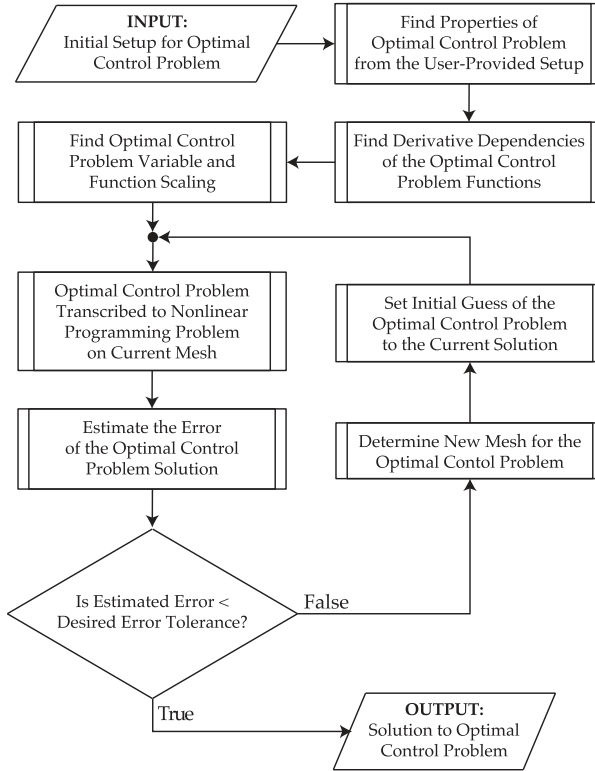 INPUT:
Initial Setup for Optimal
Control Problem
Find Properties of
Optimal Control Problem
from the User-Provided Setup
Find Optimal Control
Problem Variable and
Function Scaling
Find Derivative Dependencies
of the Optimal Control
Problem Functions
Optimal Control Problem
Transcribed to Nonlinear
Programming Problem
on Current Mesh
Set Initial Guess of the
Optimal Control Problem
to the Current Solution
Estimate the Error
of the Optimal Control
Problem Solution
Determine New Mesh for the
Optimal Contol Problem
Is Estimated Error <
Desired Error Tolerance?
False
True
OUTPUT:
Solution to Optimal
Control Problem